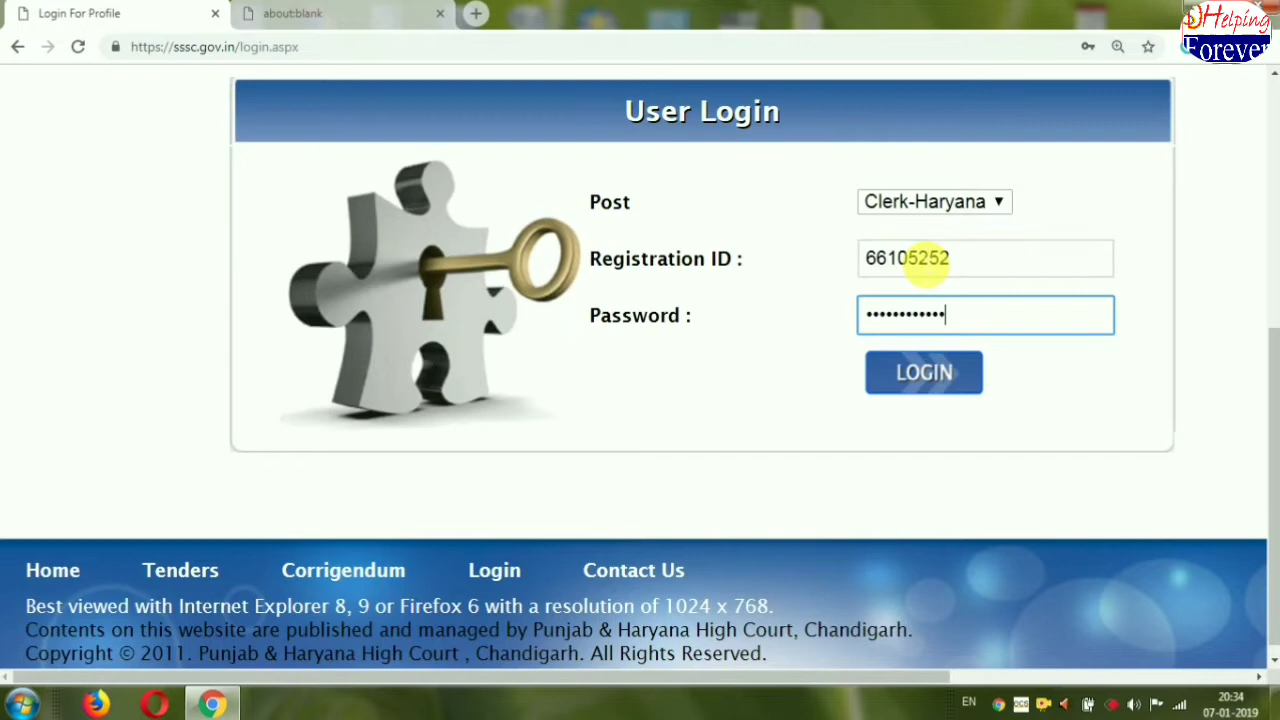 Login For Profile
about:blank
https://sssc.gov.in/login.aspx
Helping
Forever
User Login
Post
Clerk-Haryana
Registration ID :
66105252
Password :
••••••••••••
LOGIN
Home
Tenders
Corrigendum
Login
Contact Us
Best viewed with Internet Explorer 8, 9 or Firefox 6 with a resolution of 1024 x 768.
Contents on this website are published and managed by Punjab & Haryana High Court, Chandigarh.
Copyright © 2011. Punjab & Haryana High Court , Chandigarh. All Rights Reserved.
EN
OCS
20:34
07-01-2019